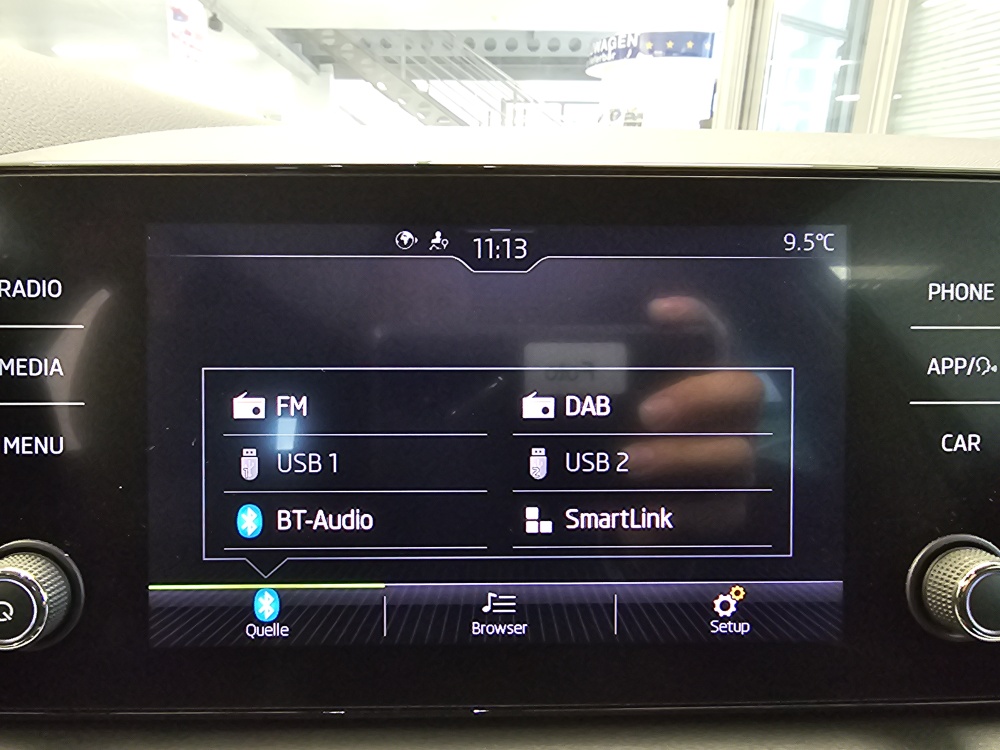 WAGEN
11:13
9.5°C
RADIO
MEDIA
MENU
PHONE
APP/
CAR
FM
DAB
USB 1
USB 2
BT-Audio
SmartLink
Quelle
Browser
Setup